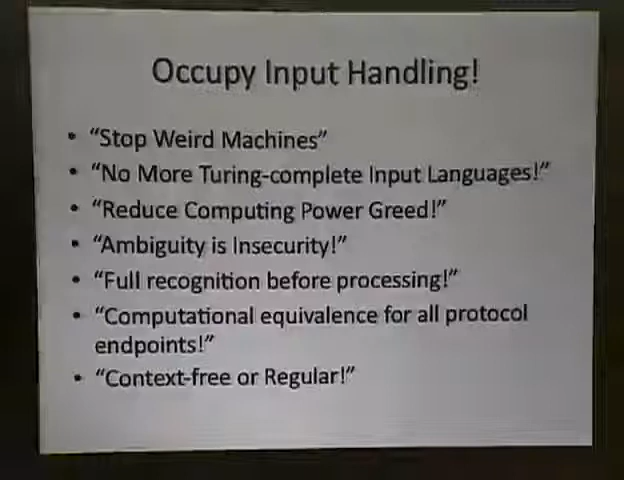 Occupy Input Handling!
• “Stop Weird Machines”
• “No More Turing-complete Input Languages!”
• “Reduce Computing Power Greed!”
• “Ambiguity is Insecurity!”
• “Full recognition before processing!”
• “Computational equivalence for all protocol
endpoints!”
• “Context-free or Regular!”